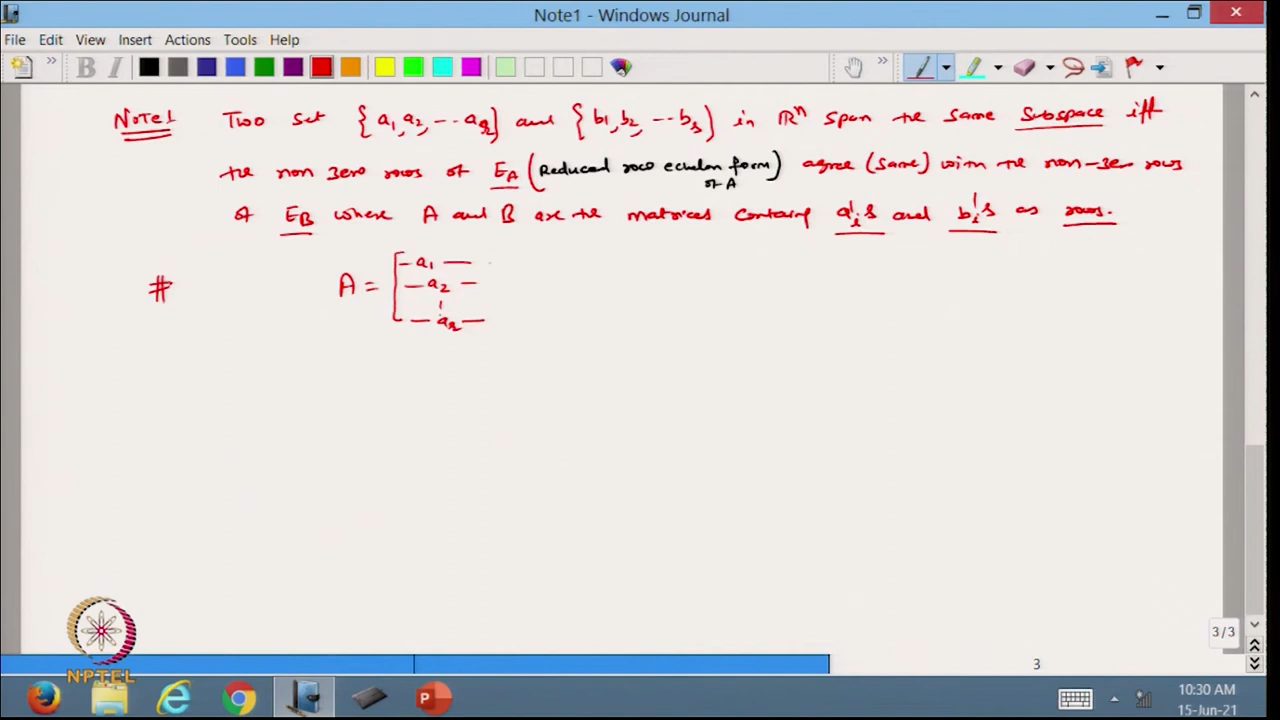 Note1 - Windows Journal
File Edit View Insert Actions Tools Help
Note1 Two set {a1, a2, --- ar} and {b1, b2, --- bs} in ℝⁿ span the same Subspace iff
the non zero rows of EA (Reduced row echelon form of A) agree (same) with the non-zero rows
of EB where A and B are the matrices containing ai's and bi's as rows.
# A = [ -a1 —
— a2 —
— ar —
NPTEL
3/3
3
10:30 AM
15-Jun-21